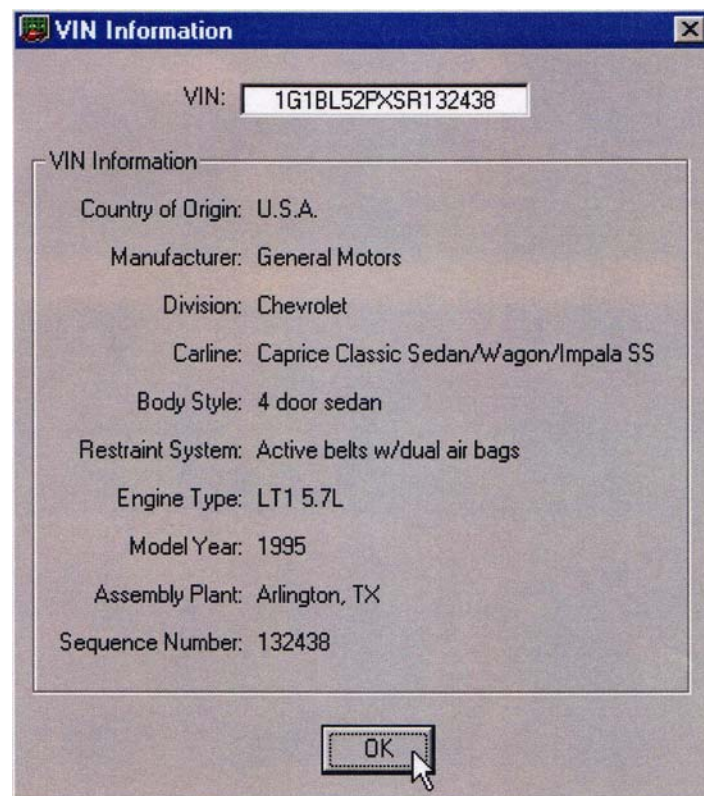 VIN Information
VIN: 1G1BL52PXSR132438
VIN Information
Country of Origin: U.S.A.
Manufacturer: General Motors
Division: Chevrolet
Carline: Caprice Classic Sedan/Wagon/Impala SS
Body Style: 4 door sedan
Restraint System: Active belts w/dual air bags
Engine Type: LT1 5.7L
Model Year: 1995
Assembly Plant: Arlington, TX
Sequence Number: 132438
OK